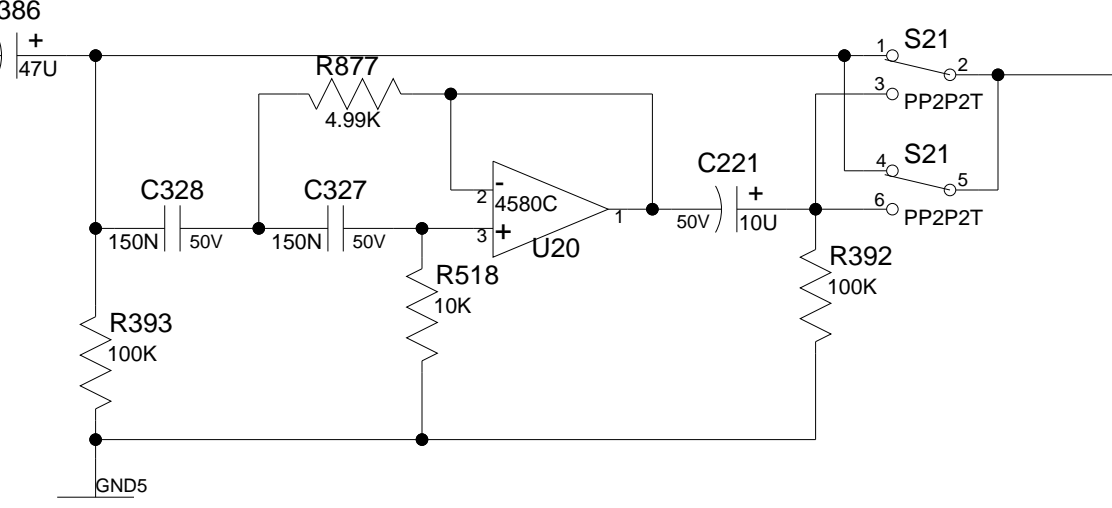 386
+
47U
R877
4.99K
1
S21
2
3
PP2P2T
C328
150N
50V
C327
150N
50V
-
2
4580C
+
3
1
U20
C221
+
50V
10U
4
S21
5
6
PP2P2T
R518
10K
R392
100K
R393
100K
GND5